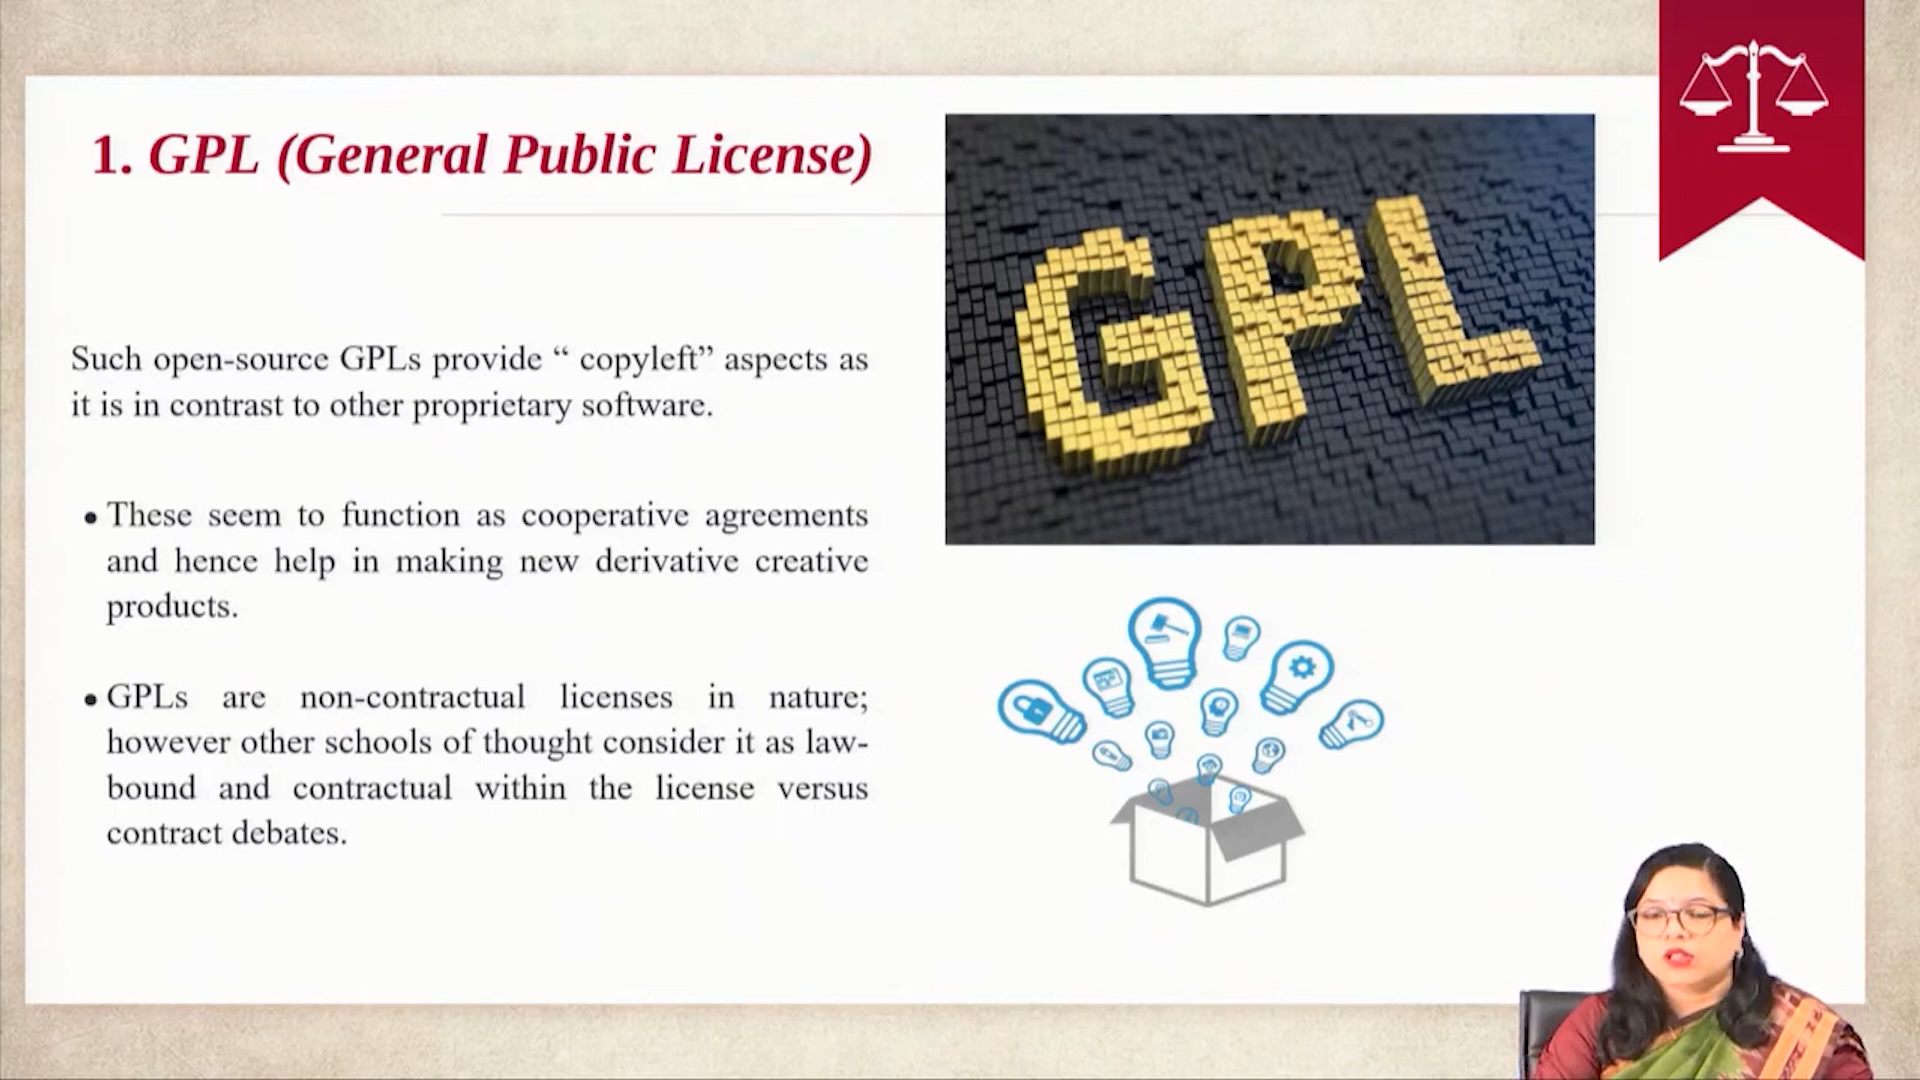 1. GPL (General Public License)
GPL
Such open-source GPLs provide “ copyleft” aspects as
it is in contrast to other proprietary software.
• These seem to function as cooperative agreements
and hence help in making new derivative creative
products.
• GPLs are non-contractual licenses in nature;
however other schools of thought consider it as law-
bound and contractual within the license versus
contract debates.